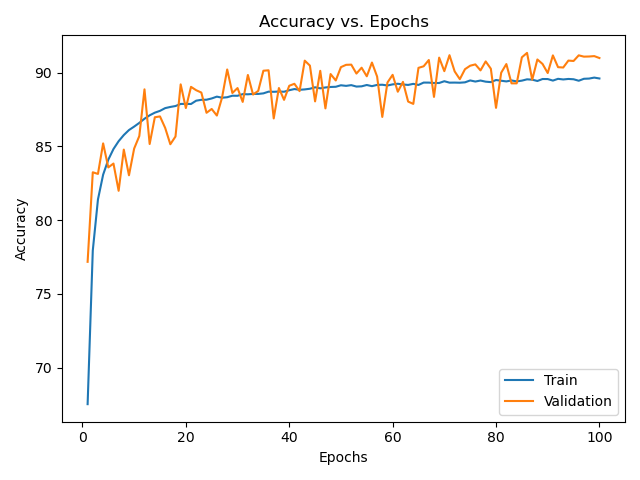 Accuracy vs. Epochs
90
85
80
75
70
Accuracy
0 20 40 60 80 100
Epochs
Train
Validation